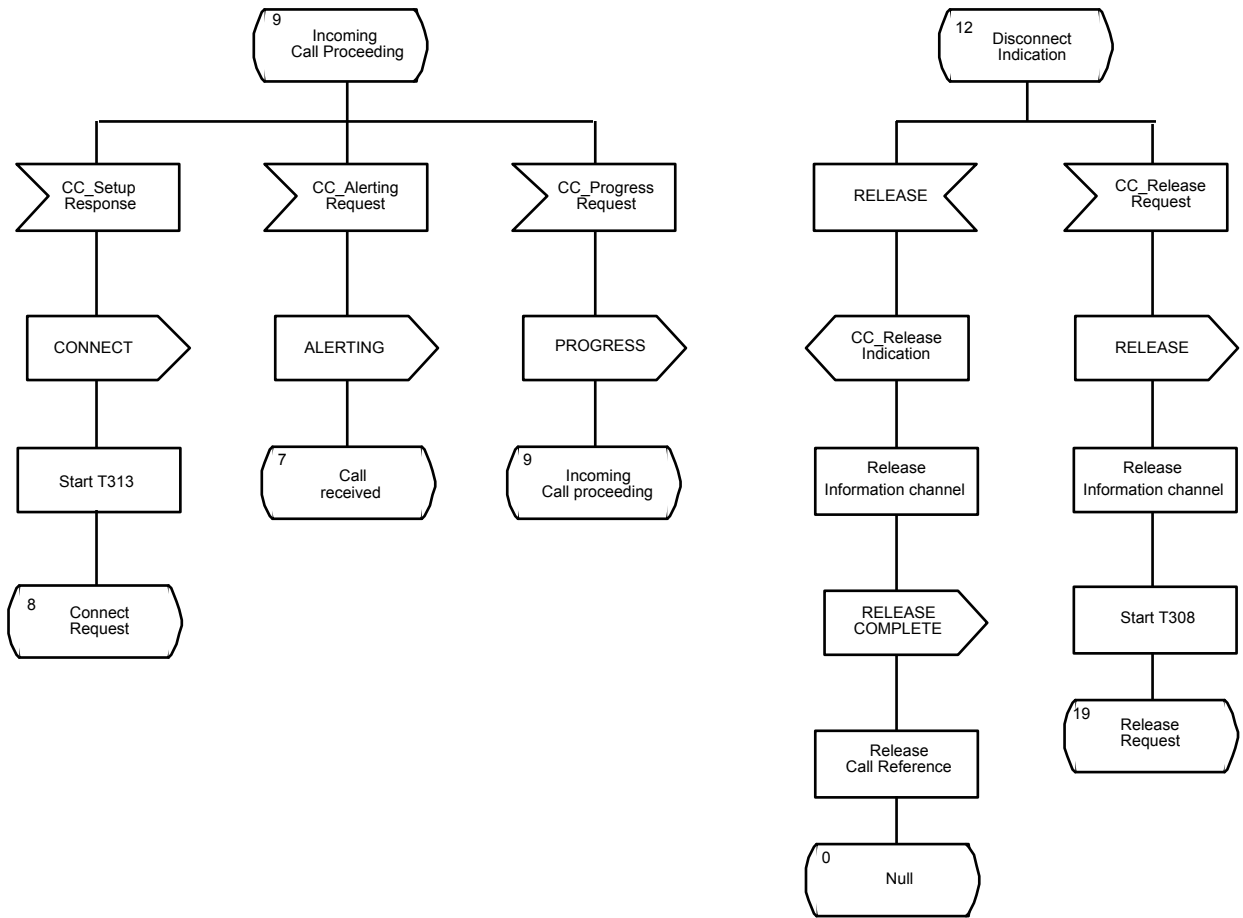 9
Incoming
Call Proceeding
CC_Setup
Response
CC_Alerting
Request
CC_Progress
Request
CONNECT
ALERTING
PROGRESS
Start T313
7
Call
received
9
Incoming
Call proceeding
8
Connect
Request
12
Disconnect
Indication
RELEASE
CC_Release
Request
CC_Release
Indication
RELEASE
Release
Information channel
Release
Information channel
RELEASE
COMPLETE
Start T308
Release
Call Reference
19
Release
Request
0
Null